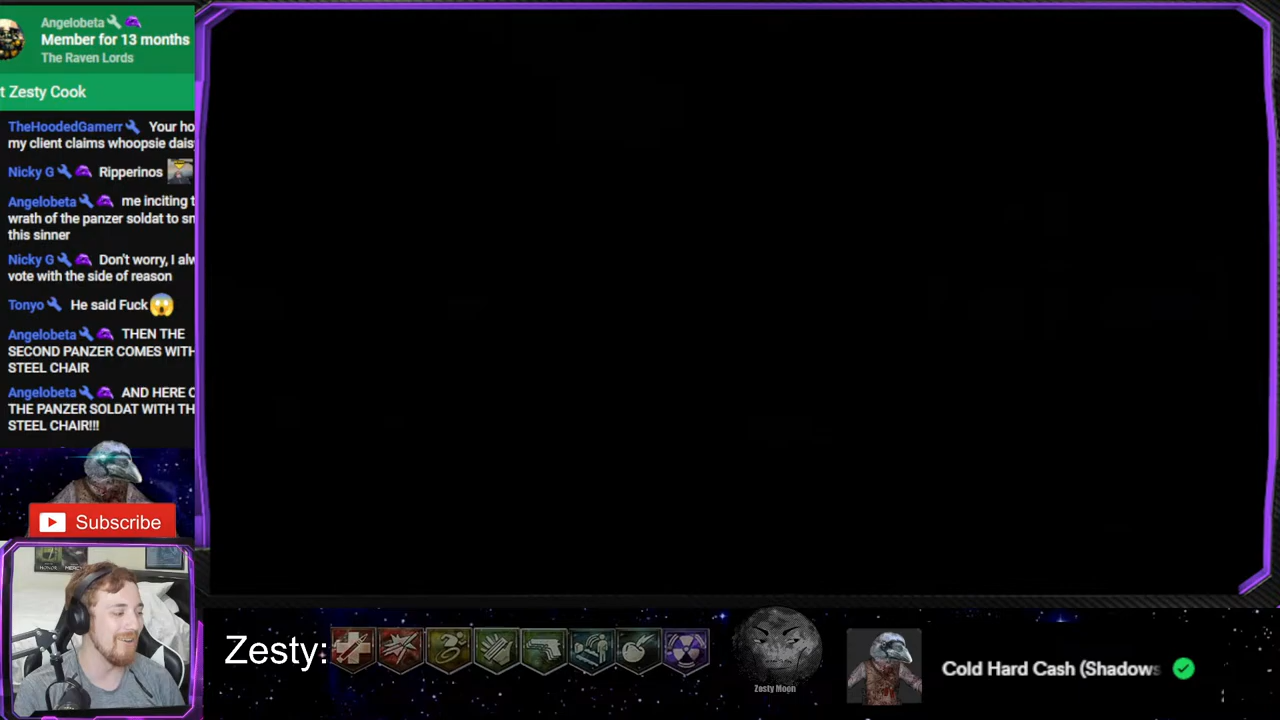 Angelobeta
Member for 13 months
The Raven Lords
t Zesty Cook
TheHoodedGamerr Your ho
my client claims whoopsie dais
Nicky G Ripperinos
Angelobeta me inciting t
wrath of the panzer soldat to sm
this sinner
Nicky G Don't worry, I alw
vote with the side of reason
Tonyo He said Fuck
Angelobeta THEN THE
SECOND PANZER COMES WITH
STEEL CHAIR
Angelobeta AND HERE C
THE PANZER SOLDAT WITH TH
STEEL CHAIR!!!
Subscribe
HONOR MERCY
Zesty:
Zesty Moon
Cold Hard Cash (Shadows